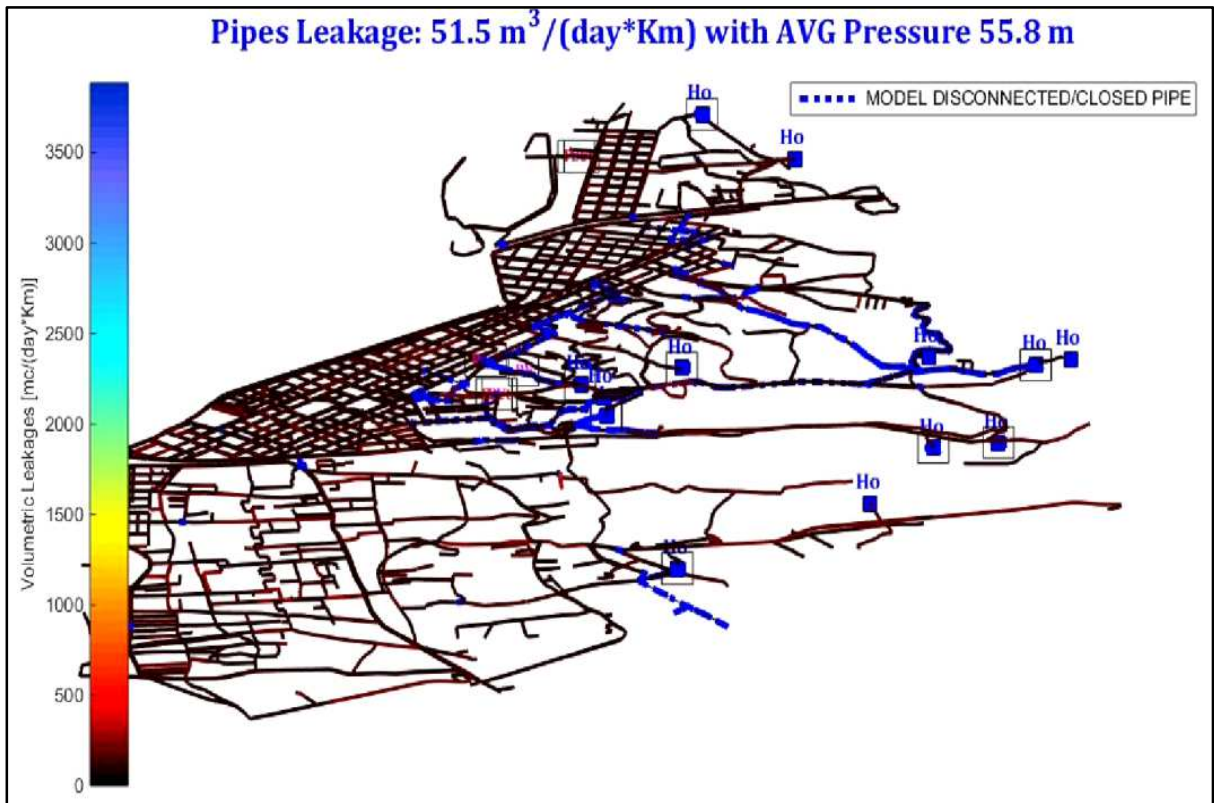 Pipes Leakage: 51.5 m³/(day*Km) with AVG Pressure 55.8 m
MODEL DISCONNECTED/CLOSED PIPE
Volumetric Leakages [mc/(day*Km)]
3500
3000
2500
2000
1500
1000
500
0
Ho
Ho
Ho
Ho
Ho
Ho
Ho
Ho
Ho
Ho
Ho
Ho